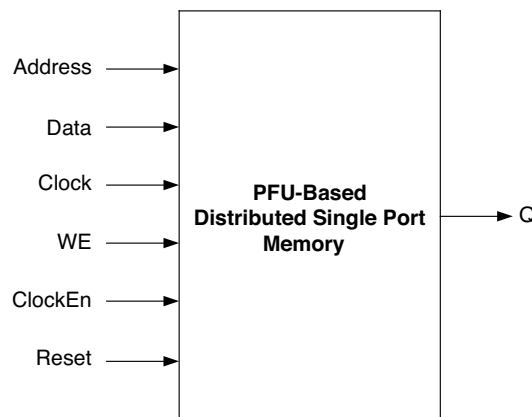 Address
Data
Clock
WE
ClockEn
Reset
PFU-Based
Distributed Single Port
Memory
Q